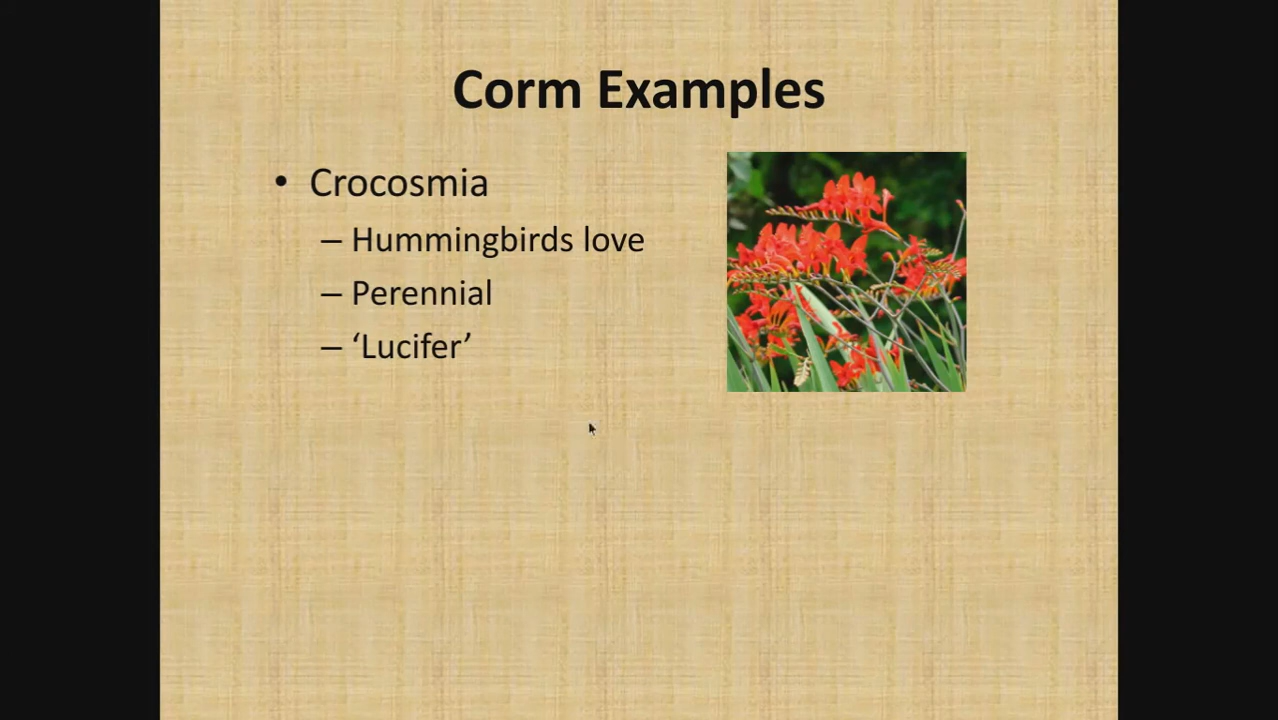 Corm Examples
• Crocosmia
– Hummingbirds love
– Perennial
– ‘Lucifer’